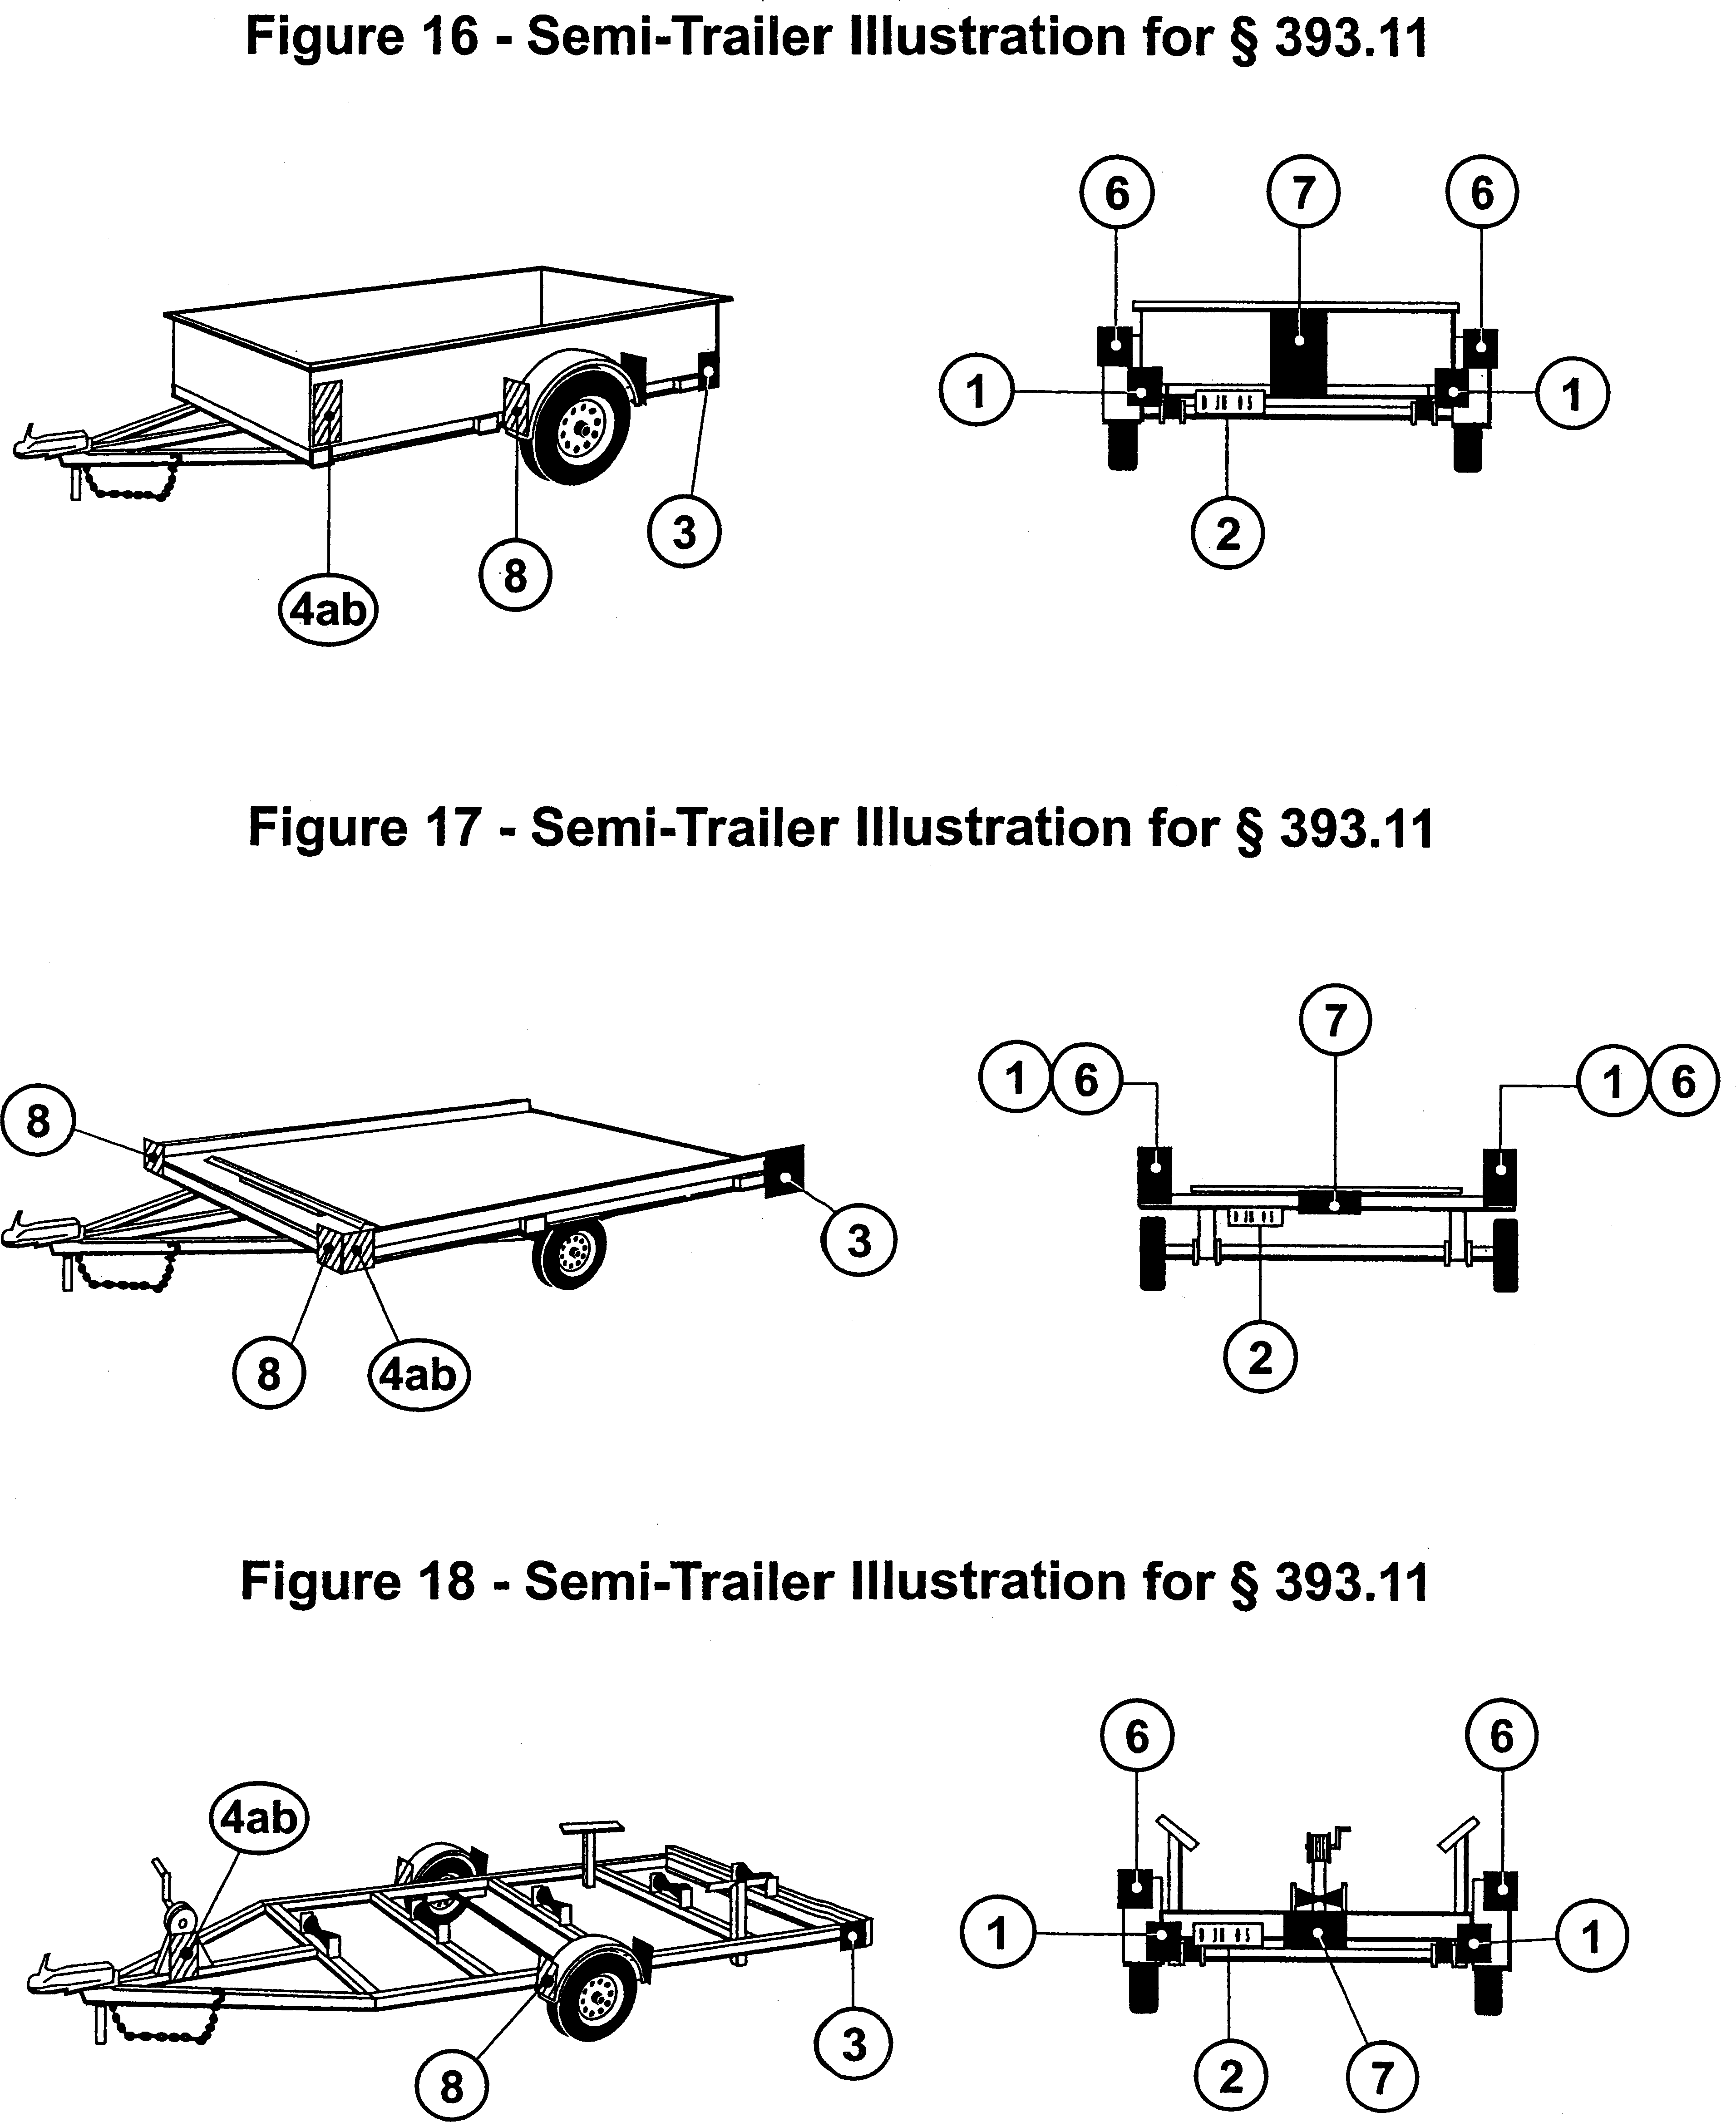 Figure 16 - Semi-Trailer Illustration for § 393.11
6 7 6
1 1
2
3
8
4ab
Figure 17 - Semi-Trailer Illustration for § 393.11
7
1 6 1 6
8
3
8 4ab
2
Figure 18 - Semi-Trailer Illustration for § 393.11
6 6
4ab
1 1
3
8
2 7